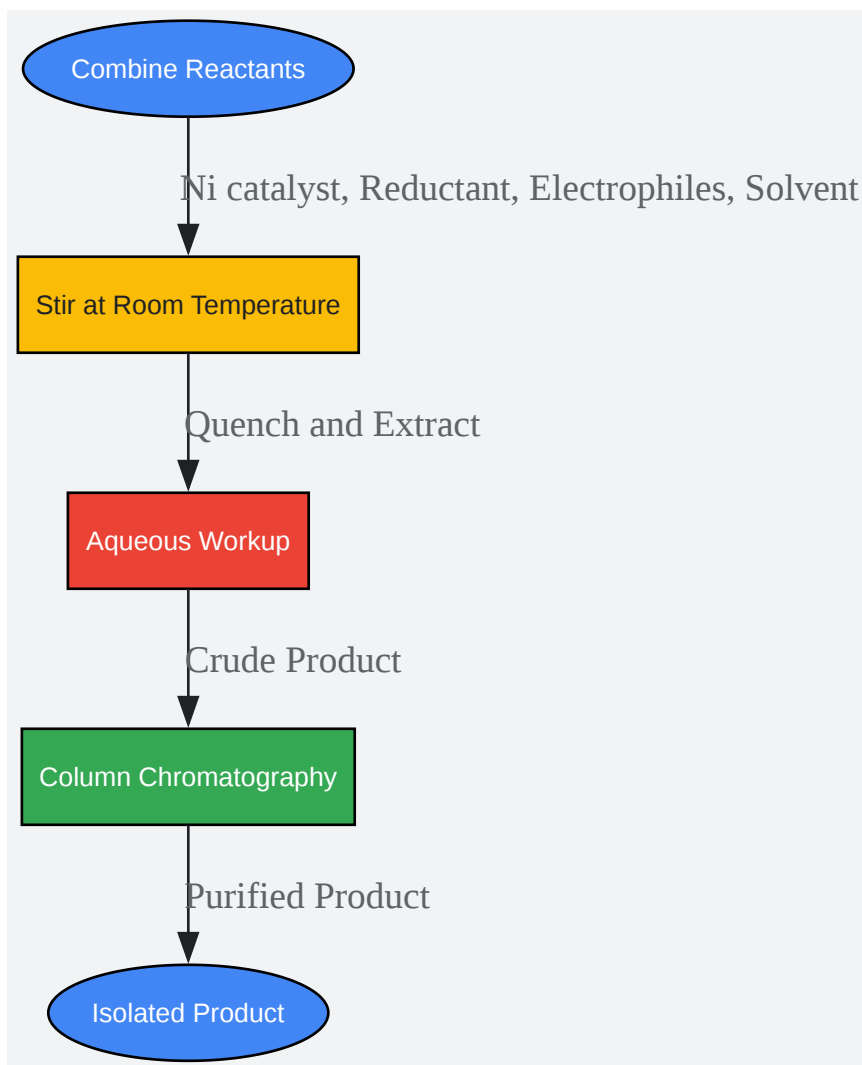 Combine Reactants
Ni catalyst, Reductant, Electrophiles, Solvent
Stir at Room Temperature
Quench and Extract
Aqueous Workup
Crude Product
Column Chromatography
Purified Product
Isolated Product